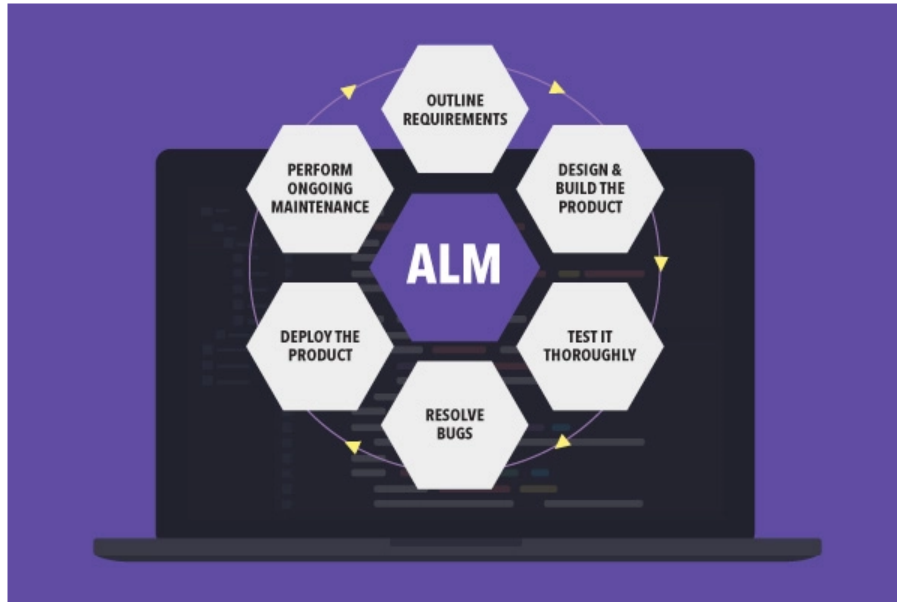 OUTLINE
REQUIREMENTS
DESIGN &
BUILD THE
PRODUCT
TEST IT
THOROUGHLY
RESOLVE
BUGS
DEPLOY THE
PRODUCT
PERFORM
ONGOING
MAINTENANCE
ALM